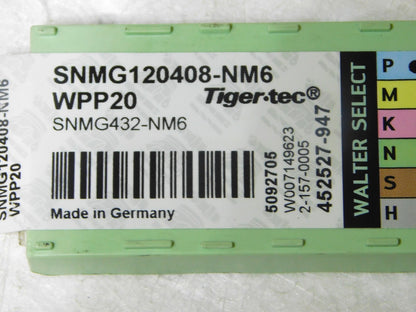 SNMG120408-NM6
WPP20 Tiger·tec®
SNMG432-NM6
Made in Germany
5092705
W007149623
2-157-0005
452527-947
WALTER SELECT
P
M
K
N
S
H
SNMG120408-NM6
WPP20